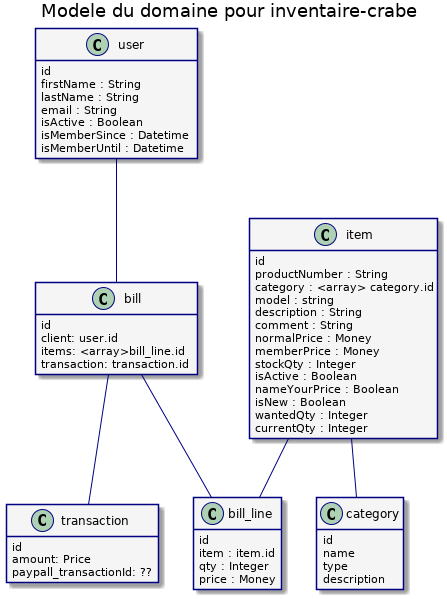 Modele du domaine pour inventaire-crabe
C user
id
firstName : String
lastName : String
email : String
isActive : Boolean
isMemberSince : Datetime
isMemberUntil : Datetime
C item
id
productNumber : String
category : <array> category.id
model : string
description : String
comment : String
normalPrice : Money
memberPrice : Money
stockQty : Integer
isActive : Boolean
nameYourPrice : Boolean
isNew : Boolean
wantedQty : Integer
currentQty : Integer
C bill
id
client: user.id
items: <array>bill_line.id
transaction: transaction.id
C transaction
id
amount: Price
paypall_transactionId: ??
C bill_line
id
item : item.id
qty : Integer
price : Money
C category
id
name
type
description